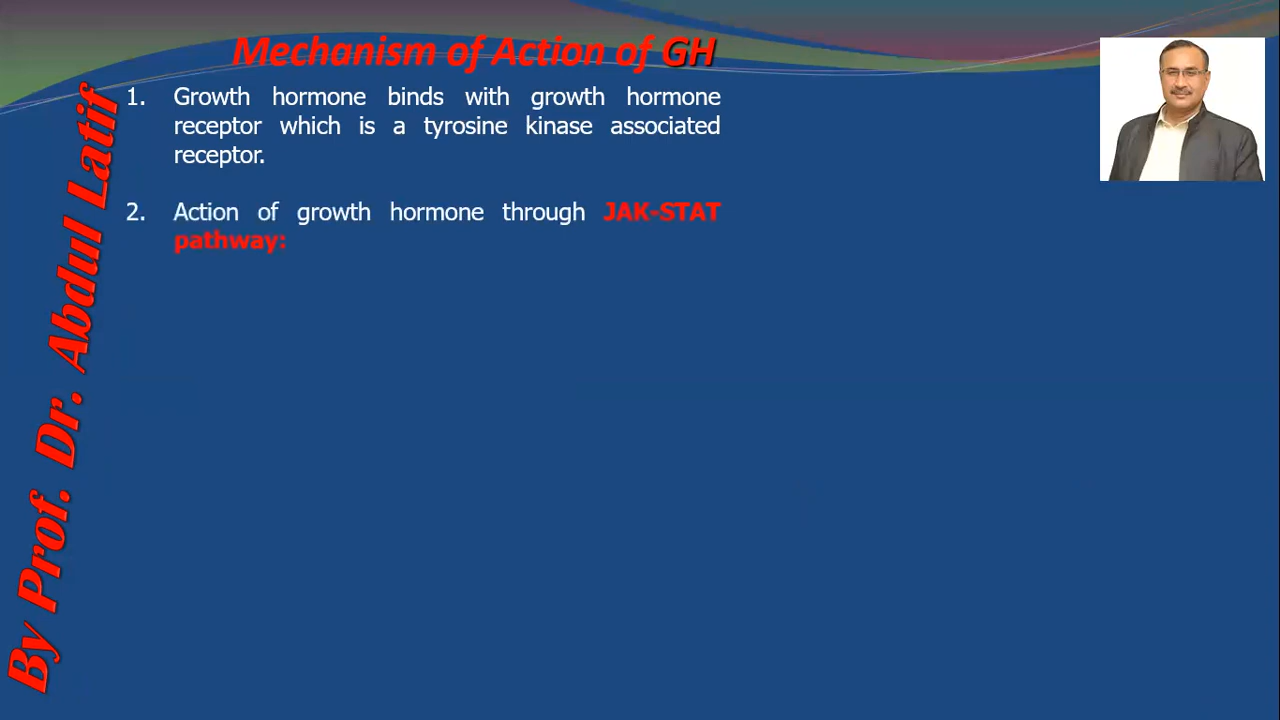 Mechanism of Action of GH
1. Growth hormone binds with growth hormone
receptor which is a tyrosine kinase associated
receptor.
2. Action of growth hormone through JAK-STAT
pathway:
By Prof. Dr. Abdul Latif